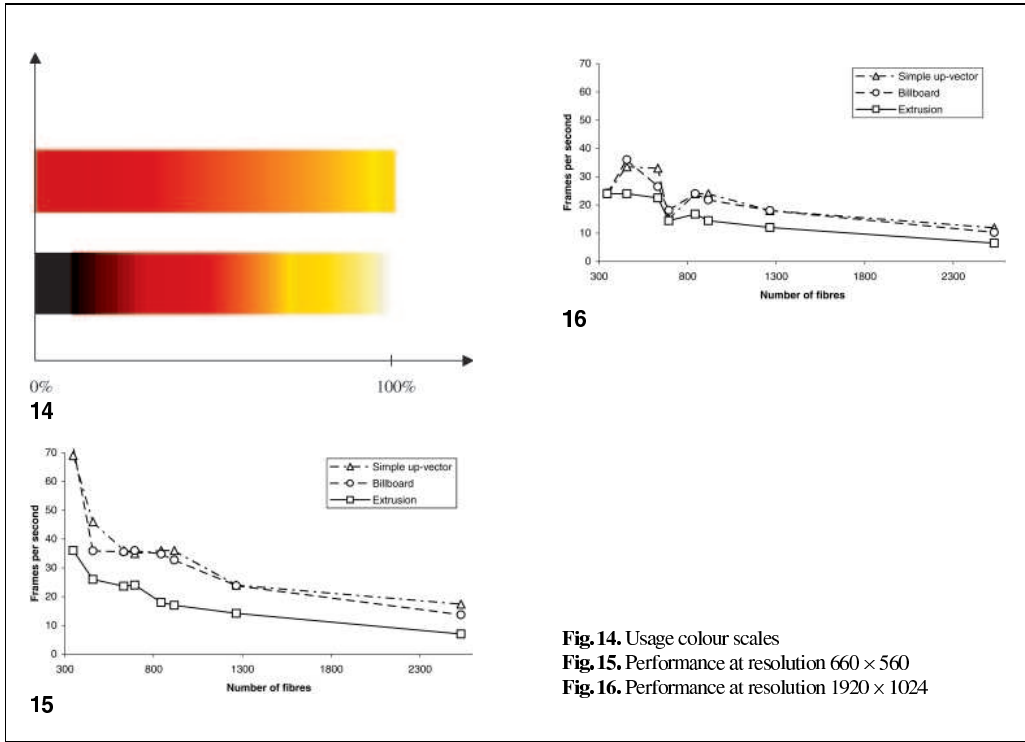 0%
100%
14
70
60
50
40
30
20
10
0
Frames per second
Simple up-vector
Billboard
Extrusion
300
800
1300
1800
2300
Number of fibres
15
70
60
50
40
30
20
10
0
Frames per second
Simple up-vector
Billboard
Extrusion
300
800
1300
1800
2300
Number of fibres
16
Fig. 14. Usage colour scales
Fig. 15. Performance at resolution 660 × 560
Fig. 16. Performance at resolution 1920 × 1024